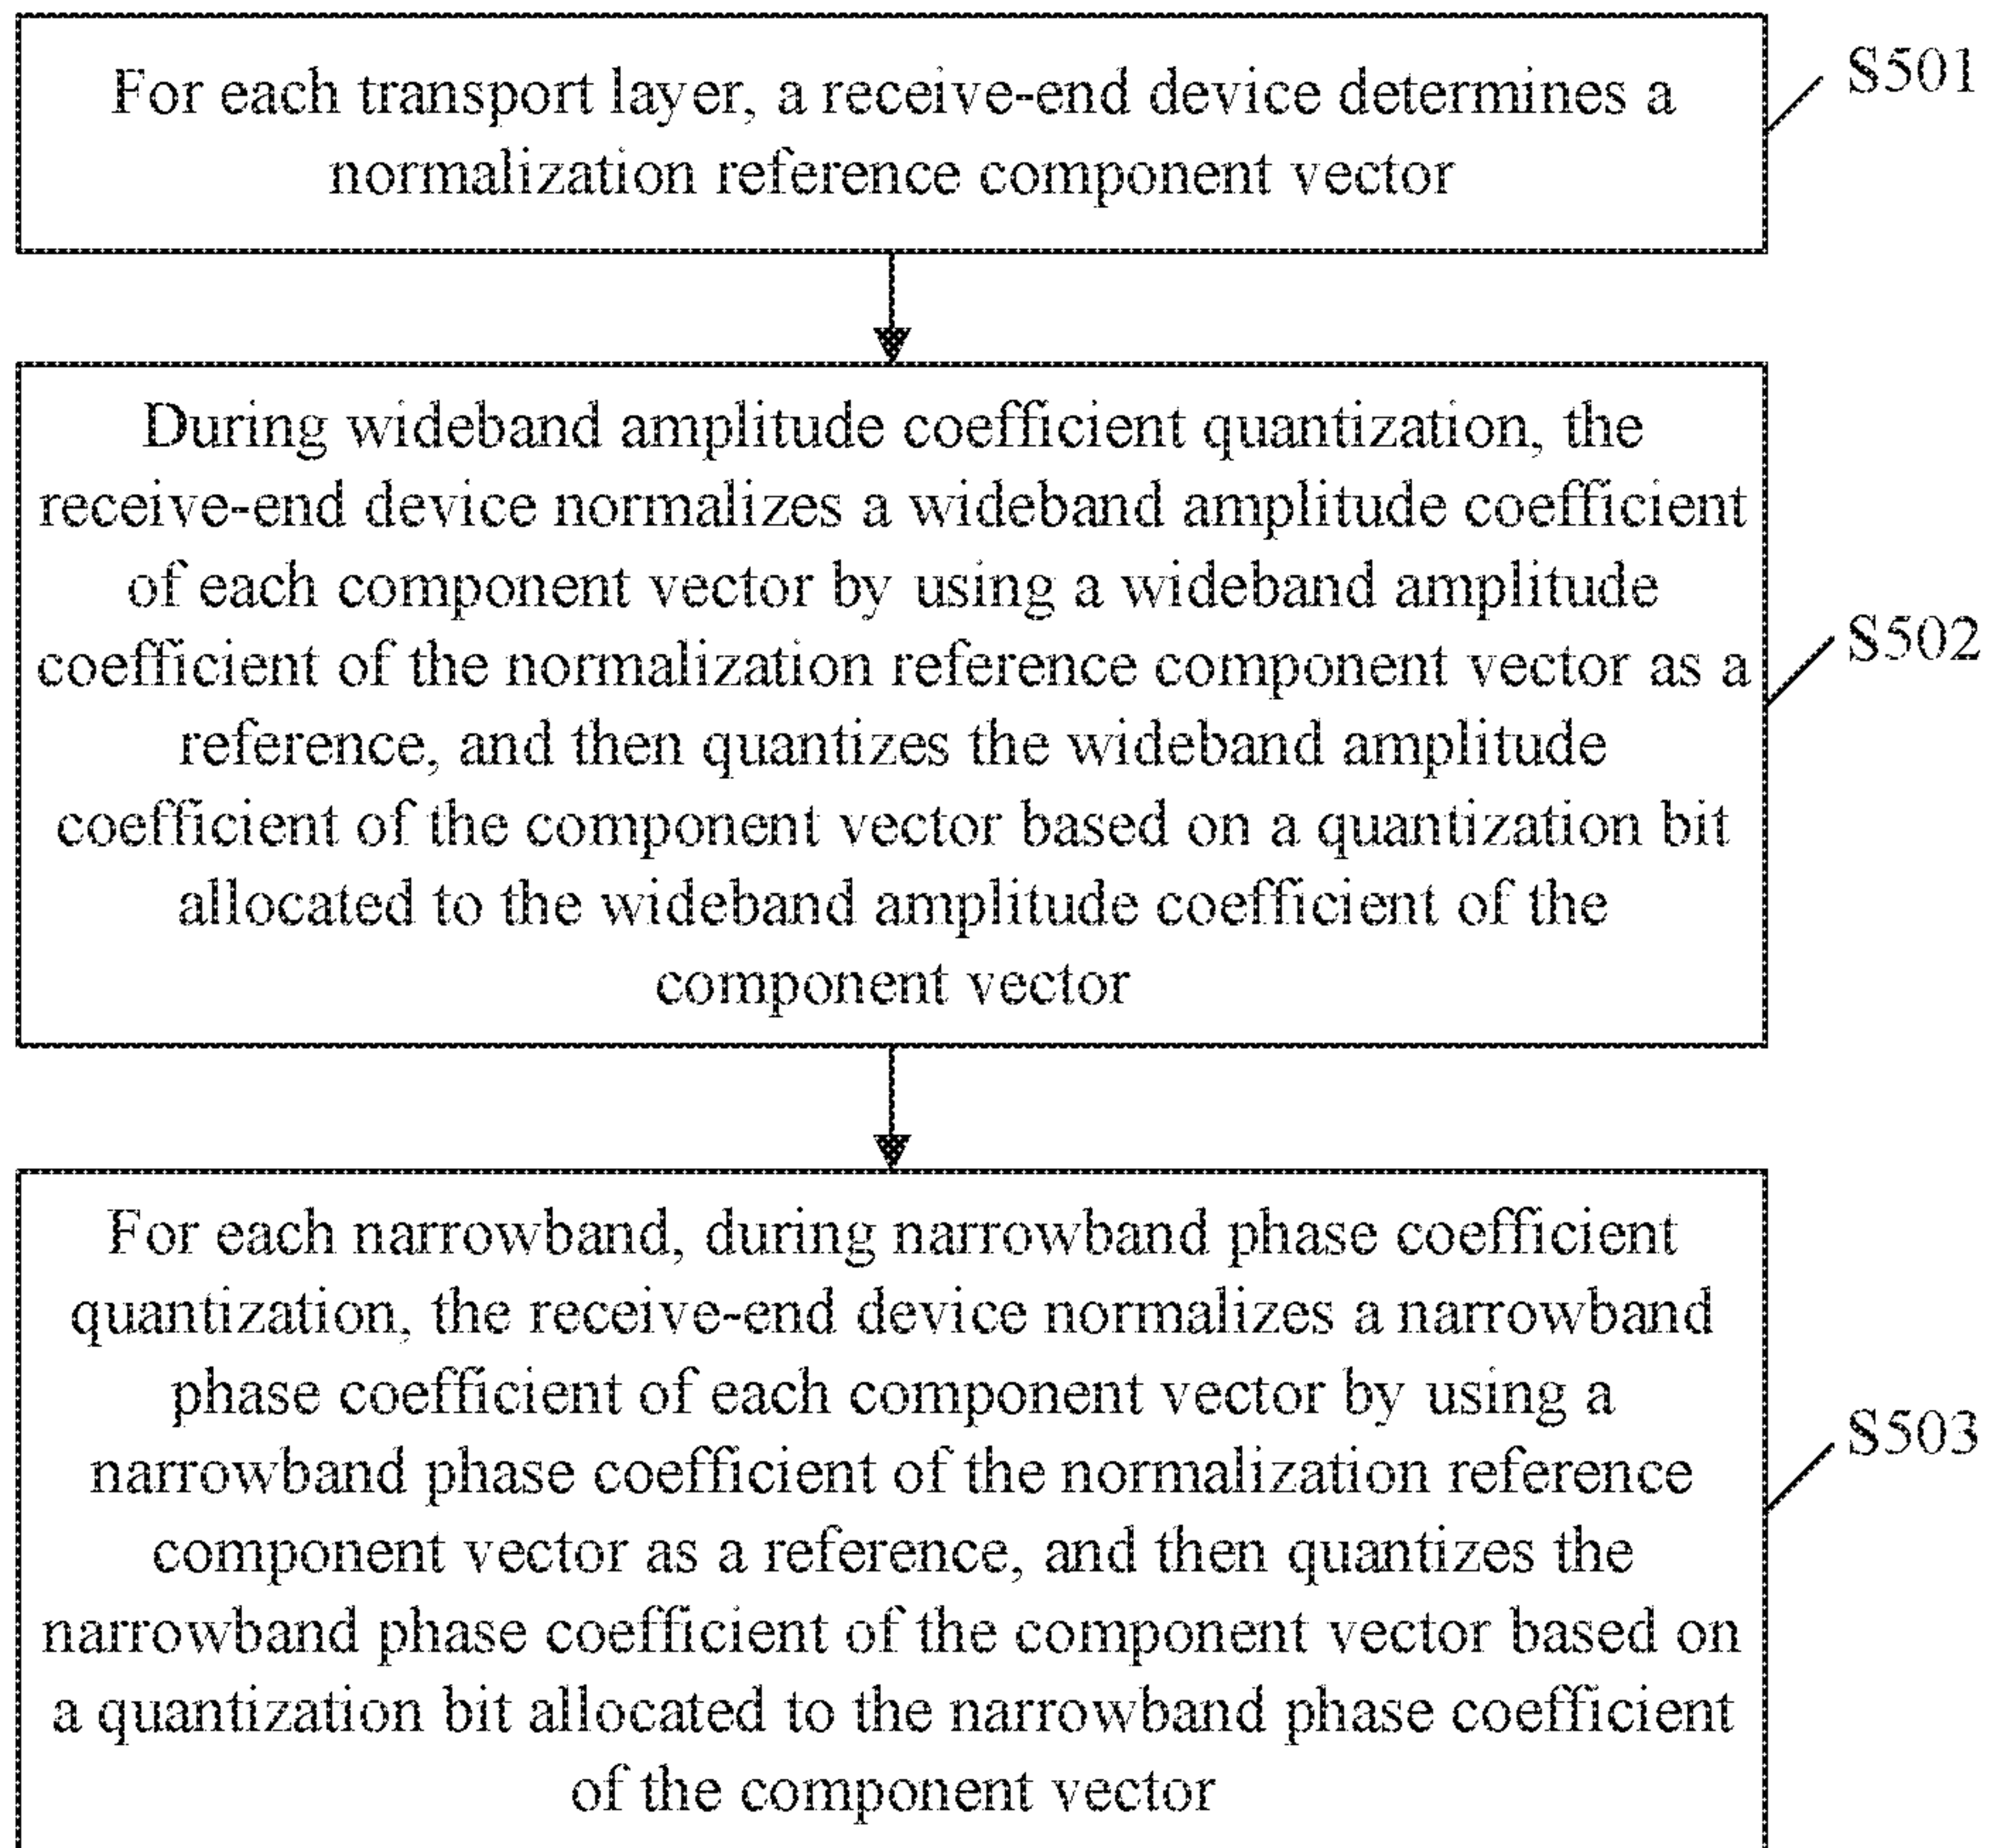 For each transport layer, a receive-end device determines a
normalization reference component vector
S501
During wideband amplitude coefficient quantization, the
receive-end device normalizes a wideband amplitude coefficient
of each component vector by using a wideband amplitude
coefficient of the normalization reference component vector as a
reference, and then quantizes the wideband amplitude
coefficient of the component vector based on a quantization bit
allocated to the wideband amplitude coefficient of the
component vector
S502
For each narrowband, during narrowband phase coefficient
quantization, the receive-end device normalizes a narrowband
phase coefficient of each component vector by using a
narrowband phase coefficient of the normalization reference
component vector as a reference, and then quantizes the
narrowband phase coefficient of the component vector based on
a quantization bit allocated to the narrowband phase coefficient
of the component vector
S503